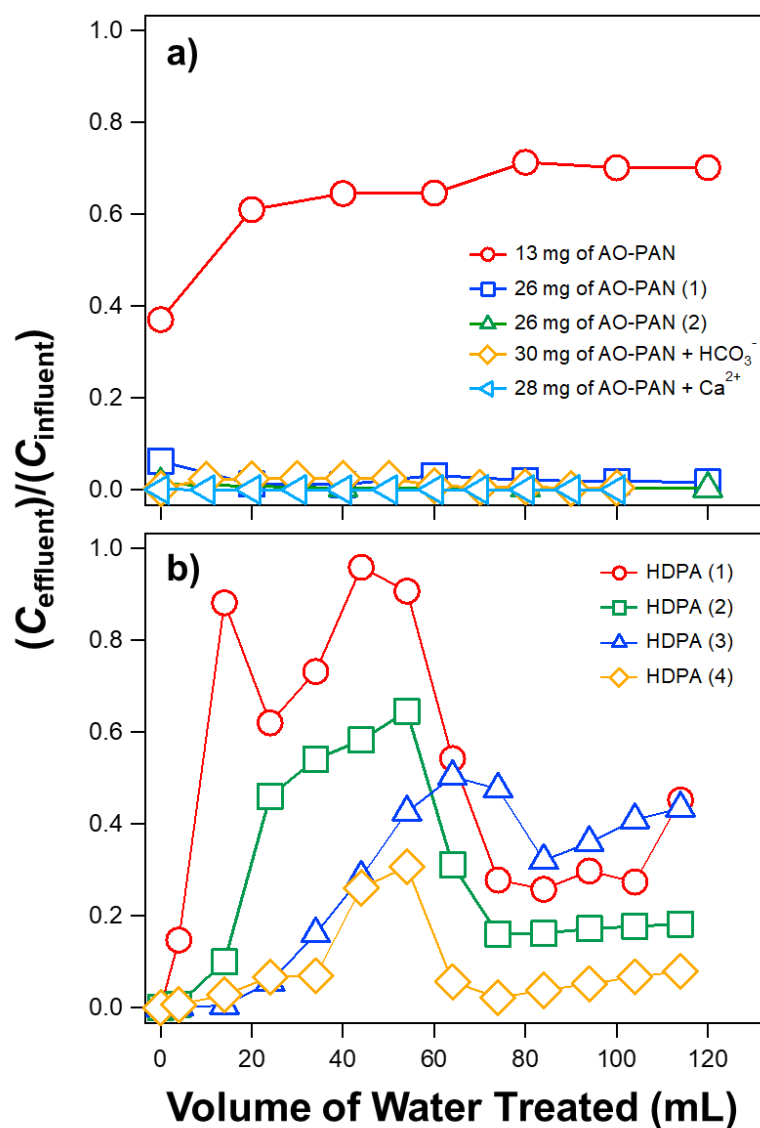 (C_effluent)/(C_influent)
a)
1.0
0.8
0.6
0.4
0.2
0.0
13 mg of AO-PAN
26 mg of AO-PAN (1)
26 mg of AO-PAN (2)
30 mg of AO-PAN + HCO₃⁻
28 mg of AO-PAN + Ca²⁺
b)
1.0
0.8
0.6
0.4
0.2
0.0
HDPA (1)
HDPA (2)
HDPA (3)
HDPA (4)
0 20 40 60 80 100 120
Volume of Water Treated (mL)